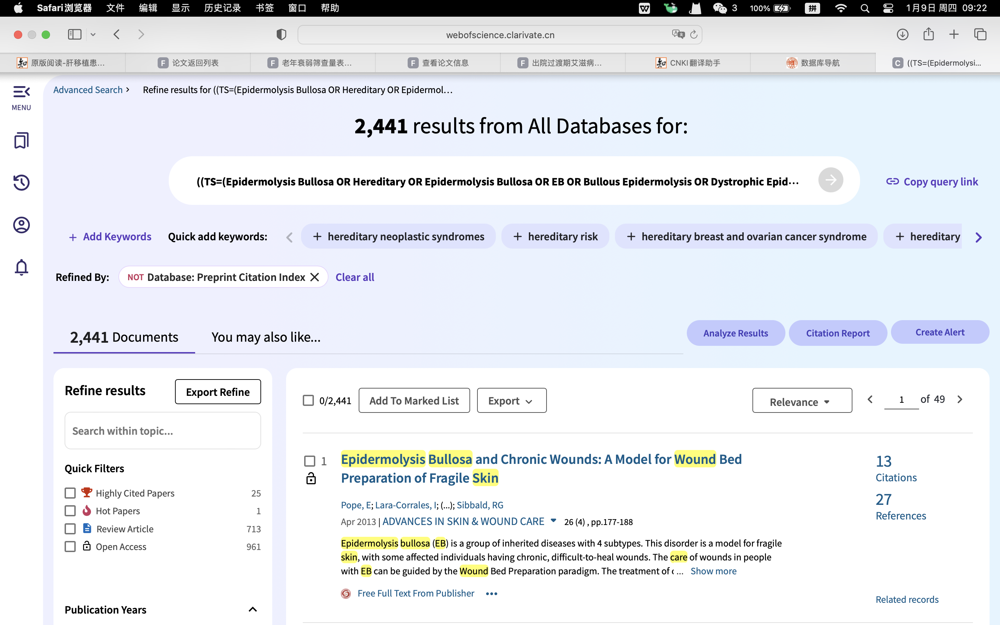 Safari浏览器 文件 编辑 显示 历史记录 书签 窗口 帮助 3 100% 拼 1月9日 周四 09:22
webofscience.clarivate.cn
原版阅读-肝移植患... F 论文返回列表 F 老年衰弱筛查量表... F 查看论文信息 F 出院过渡期艾滋病... CNKI翻译助手 数据库导航 C ((TS=(Epidermolysi...
MENU
Advanced Search › Refine results for ((TS=(Epidermolysis Bullosa OR Hereditary OR Epidermol...
2,441 results from All Databases for:
((TS=(Epidermolysis Bullosa OR Hereditary OR Epidermolysis Bullosa OR EB OR Bullous Epidermolysis OR Dystrophic Epid...
Copy query link
+ Add Keywords Quick add keywords: + hereditary neoplastic syndromes + hereditary risk + hereditary breast and ovarian cancer syndrome + hereditary
Refined By: NOT Database: Preprint Citation Index Clear all
2,441 Documents You may also like... Analyze Results Citation Report Create Alert
Refine results Export Refine
Search within topic...
Quick Filters
Highly Cited Papers 25
Hot Papers 1
Review Article 713
Open Access 961
Publication Years
0/2,441 Add To Marked List Export Relevance 1 of 49
1 Epidermolysis Bullosa and Chronic Wounds: A Model for Wound Bed
Preparation of Fragile Skin
Pope, E; Lara-Corrales, I; (...); Sibbald, RG
Apr 2013 | ADVANCES IN SKIN & WOUND CARE 26 (4) , pp.177-188
Epidermolysis bullosa (EB) is a group of inherited diseases with 4 subtypes. This disorder is a model for fragile
skin, with some affected individuals having chronic, difficult-to-heal wounds. The care of wounds in people
with EB can be guided by the Wound Bed Preparation paradigm. The treatment of ... Show more
Free Full Text From Publisher
13
Citations
27
References
Related records